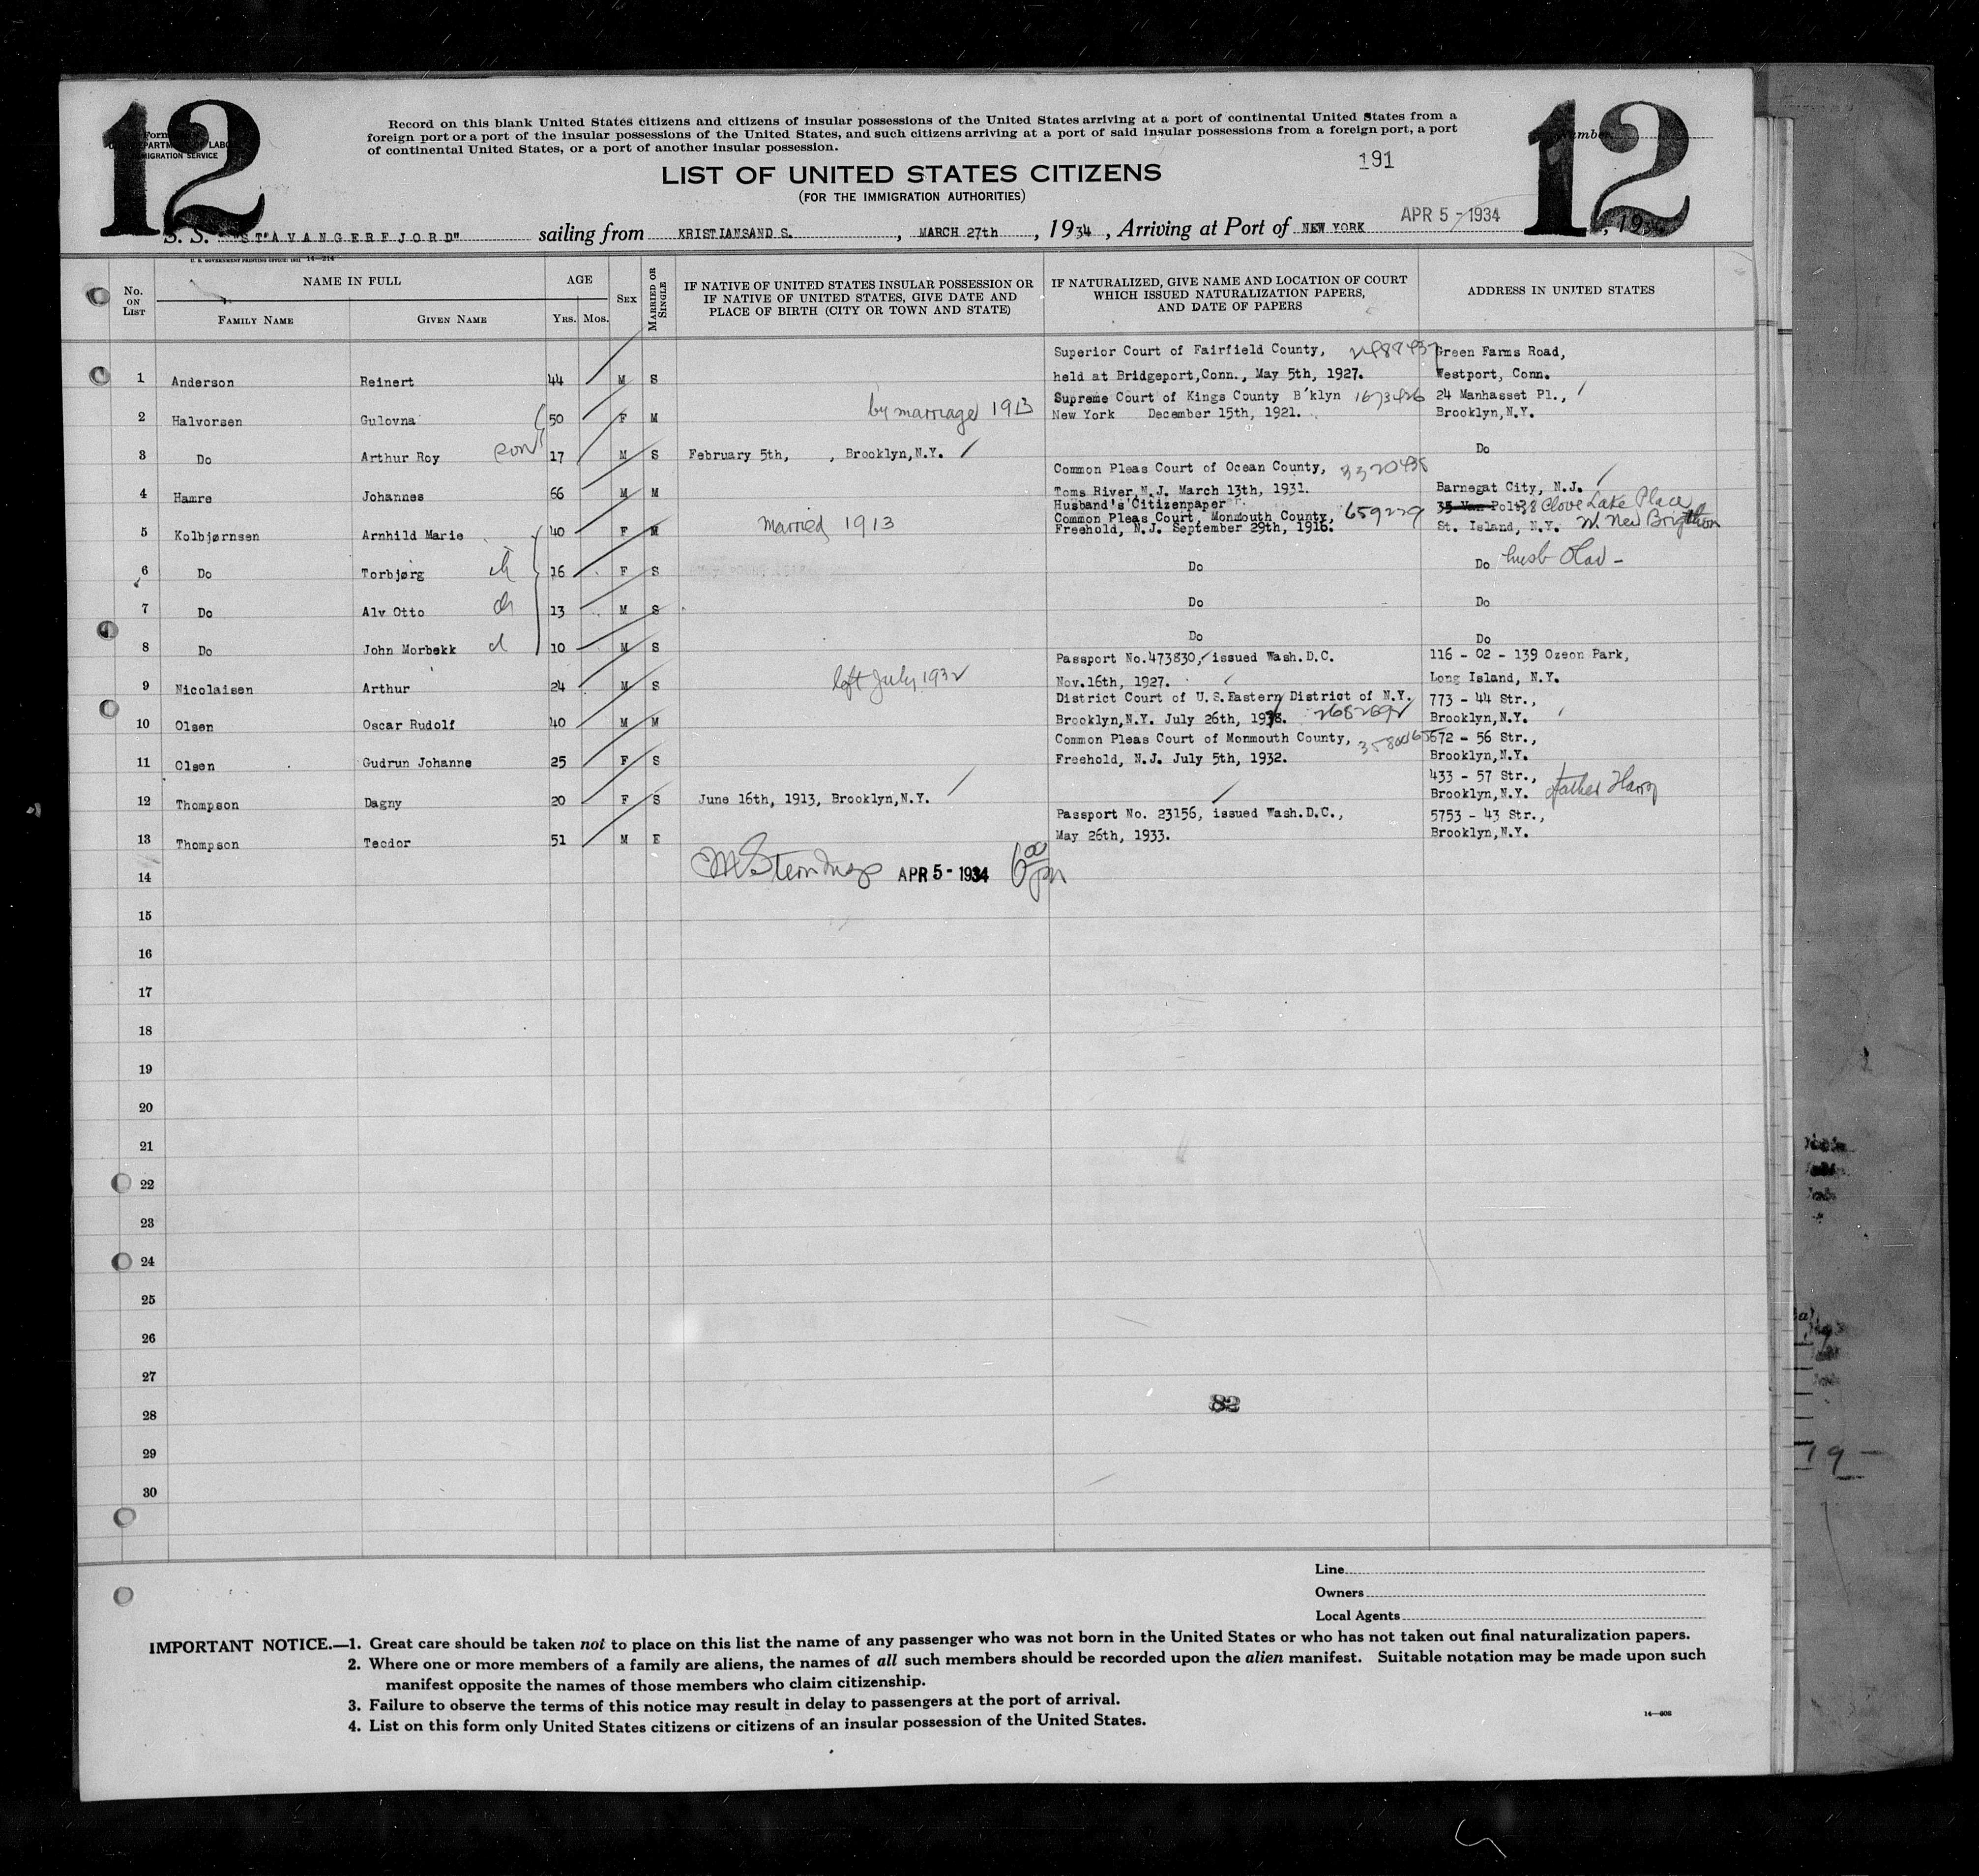 12
12
Record on this blank United States citizens and citizens of insular possessions of the United States arriving at a port of continental United States from a
foreign port or a port of the insular possessions of the United States, and such citizens arriving at a port of said insular possessions from a foreign port, a port
of continental United States, or a port of another insular possession.
191
LIST OF UNITED STATES CITIZENS
(FOR THE IMMIGRATION AUTHORITIES)
S. S. "STAVANGERFJORD" sailing from KRISTIANSAND S. , MARCH 27th , 1934 , Arriving at Port of NEW YORK APR 5 - 1934 , 1934
No. ON LIST
NAME IN FULL
FAMILY NAME GIVEN NAME
AGE
YRS. MOS.
SEX
MARRIED OR SINGLE
IF NATIVE OF UNITED STATES INSULAR POSSESSION OR
IF NATIVE OF UNITED STATES, GIVE DATE AND
PLACE OF BIRTH (CITY OR TOWN AND STATE)
IF NATURALIZED, GIVE NAME AND LOCATION OF COURT
WHICH ISSUED NATURALIZATION PAPERS,
AND DATE OF PAPERS
ADDRESS IN UNITED STATES
Superior Court of Fairfield County, Green Farms Road,
1 Anderson Reinert 44 M S held at Bridgeport,Conn., May 5th, 1927. Westport, Conn.
by marriage 1913 Supreme Court of Kings County B'klyn 1673426 24 Manhasset Pl.,
2 Halvorsen Gulovna 50 F M New York December 15th, 1921. Brooklyn,N.Y.
3 Do Arthur Roy son 17 M S February 5th, , Brooklyn,N.Y. Do
Common Pleas Court of Ocean County,
4 Hamre Johannes 66 M M Toms River,N.J. March 13th, 1931. Barnegat City, N.J.
Husband's Citizenpaper
married 1913 Common Pleas Court, Monmouth County, 659229 38 Clove Lake Place
5 Kolbjørnsen Arnhild Marie 40 F M Freehold, N.J. September 29th, 1916. St. Island, N.Y. W. New Brighton
6 Do Torbjørg ch 16 F S Do Do husb Olav -
7 Do Alv Otto ch 13 M S Do Do
8 Do John Morbekk 10 M S Do Do
Passport No.473830, issued Wash.D.C. 116 - 02 - 139 Ozeon Park,
9 Nicolaisen Arthur 24 M S left July 1932 Nov.16th, 1927. Long Island, N.Y.
District Court of U.S.Eastern District of N.Y. 773 - 44 Str.,
10 Olsen Oscar Rudolf 40 M M Brooklyn,N.Y. July 26th, Brooklyn,N.Y.
Common Pleas Court of Monmouth County, 672 - 56 Str.,
11 Olsen Gudrun Johanne 25 F S Freehold, N.J. July 5th, 1932. Brooklyn,N.Y.
433 - 57 Str.,
12 Thompson Dagny 20 F S June 16th, 1913, Brooklyn,N.Y. Brooklyn,N.Y. father Harry
Passport No. 23156, issued Wash.D.C., 5753 - 43 Str.,
13 Thompson Teodor 51 M E May 26th, 1933. Brooklyn,N.Y.
14 APR 5 - 1934 6 00 pm
15
16
17
18
19
20
21
22
23
24
25
26
27
28
82
29
30
Line
Owners
Local Agents
IMPORTANT NOTICE.—1. Great care should be taken not to place on this list the name of any passenger who was not born in the United States or who has not taken out final naturalization papers.
2. Where one or more members of a family are aliens, the names of all such members should be recorded upon the alien manifest. Suitable notation may be made upon such
manifest opposite the names of those members who claim citizenship.
3. Failure to observe the terms of this notice may result in delay to passengers at the port of arrival.
4. List on this form only United States citizens or citizens of an insular possession of the United States.